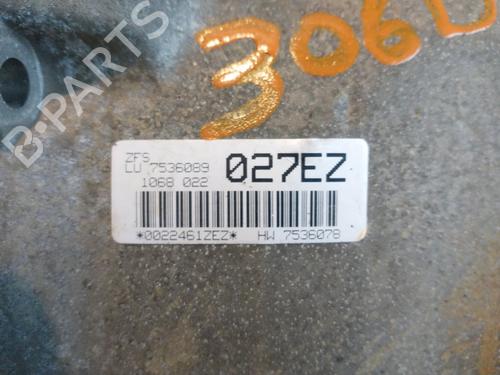 306D
ZFS
LU 7536089
1068 022
027EZ
*0022461ZEZ*
HW 7536078
B-PARTS